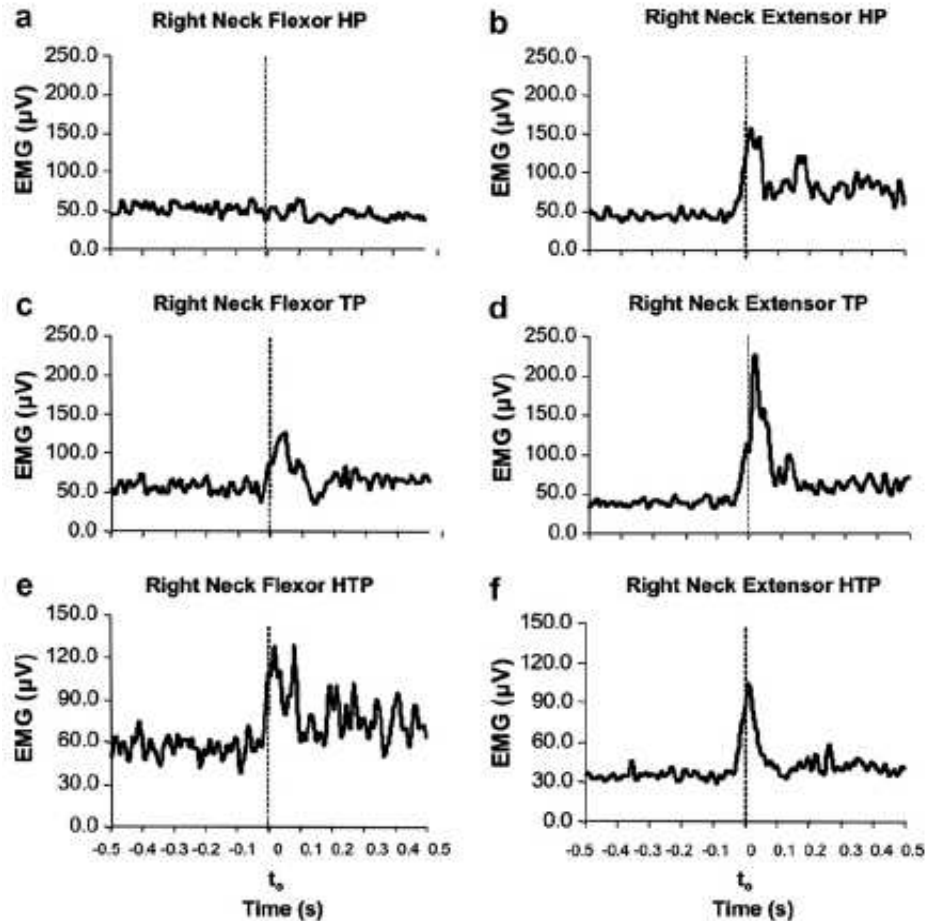 a
Right Neck Flexor HP
EMG (µV)
250.0
200.0
150.0
100.0
50.0
0.0
b
Right Neck Extensor HP
EMG (µV)
250.0
200.0
150.0
100.0
50.0
0.0
c
Right Neck Flexor TP
EMG (µV)
250.0
200.0
150.0
100.0
50.0
0.0
d
Right Neck Extensor TP
EMG (µV)
250.0
200.0
150.0
100.0
50.0
0.0
e
Right Neck Flexor HTP
EMG (µV)
150.0
120.0
90.0
60.0
30.0
0.0
-0.5 -0.4 -0.3 -0.2 -0.1 0 0.1 0.2 0.3 0.4 0.5
t₀
Time (s)
f
Right Neck Extensor HTP
EMG (µV)
150.0
120.0
90.0
60.0
30.0
0.0
-0.5 -0.4 -0.3 -0.2 -0.1 0 0.1 0.2 0.3 0.4 0.5
t₀
Time (s)